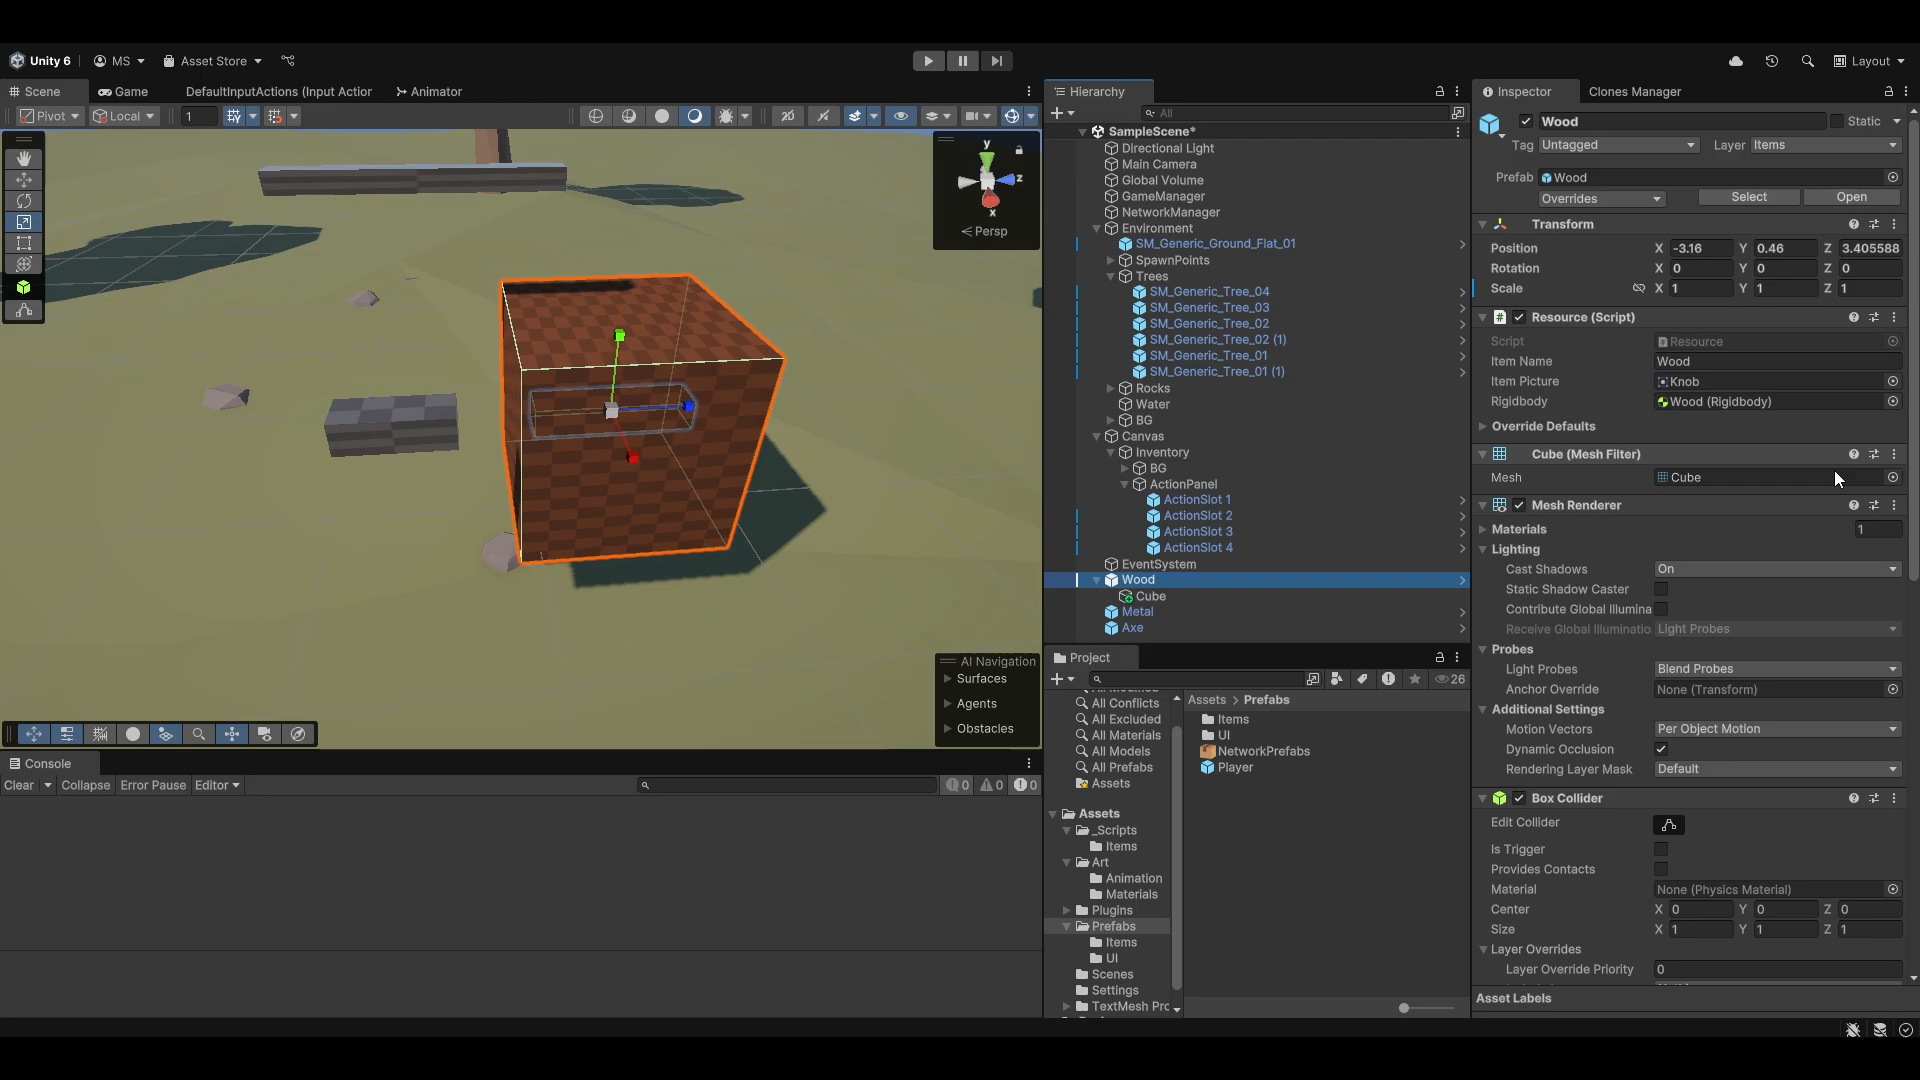 Unity 6 MS Asset Store Layout
Scene Game DefaultInputActions (Input Actior Animator
Pivot Local 1
y
z
x
Persp
AI Navigation
Surfaces
Agents
Obstacles
Console
Clear Collapse Error Pause Editor 0 0 0
Hierarchy
All
SampleScene*
Directional Light
Main Camera
Global Volume
GameManager
NetworkManager
Environment
SM_Generic_Ground_Flat_01
SpawnPoints
Trees
SM_Generic_Tree_04
SM_Generic_Tree_03
SM_Generic_Tree_02
SM_Generic_Tree_02 (1)
SM_Generic_Tree_01
SM_Generic_Tree_01 (1)
Rocks
Water
BG
Canvas
Inventory
BG
ActionPanel
ActionSlot 1
ActionSlot 2
ActionSlot 3
ActionSlot 4
EventSystem
Wood
Cube
Metal
Axe
Project
26
All Conflicts
All Excluded
All Materials
All Models
All Prefabs
Assets
Assets
_Scripts
Items
Art
Animation
Materials
Plugins
Prefabs
Items
UI
Scenes
Settings
TextMesh Prc
Assets > Prefabs
Items
UI
NetworkPrefabs
Player
Inspector Clones Manager
Wood Static
Tag Untagged Layer Items
Prefab Wood
Overrides Select Open
Transform
Position X -3.16 Y 0.46 Z 3.405588
Rotation X 0 Y 0 Z 0
Scale X 1 Y 1 Z 1
Resource (Script)
Script Resource
Item Name Wood
Item Picture Knob
Rigidbody Wood (Rigidbody)
Override Defaults
Cube (Mesh Filter)
Mesh Cube
Mesh Renderer
Materials 1
Lighting
Cast Shadows On
Static Shadow Caster
Contribute Global Illumina
Receive Global Illuminatio Light Probes
Probes
Light Probes Blend Probes
Anchor Override None (Transform)
Additional Settings
Motion Vectors Per Object Motion
Dynamic Occlusion
Rendering Layer Mask Default
Box Collider
Edit Collider
Is Trigger
Provides Contacts
Material None (Physics Material)
Center X 0 Y 0 Z 0
Size X 1 Y 1 Z 1
Layer Overrides
Layer Override Priority 0
Asset Labels